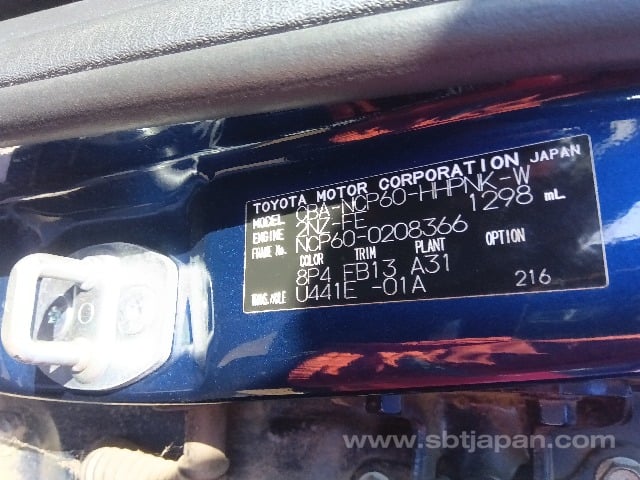 TOYOTA MOTOR CORPORATION JAPAN
MODEL CBA-NCP60-HHPNK-W
ENGINE 2NZ-FE 1298 mL
FRAME No. NCP60-0208366
COLOR TRIM PLANT OPTION
8P4 FB13 A31
TRANS./AXLE U441E -01A 216
0
www.sbtjapan.com